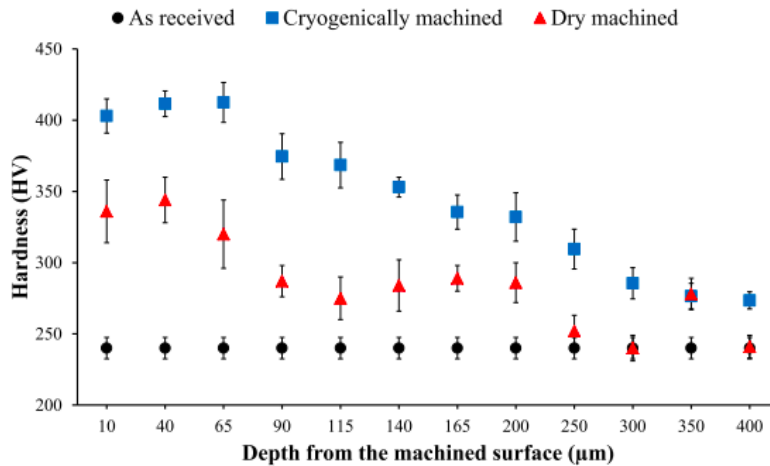 As received Cryogenically machined Dry machined
450
400
350
300
250
200
Hardness (HV)
10 40 65 90 115 140 165 200 250 300 350 400
Depth from the machined surface (µm)